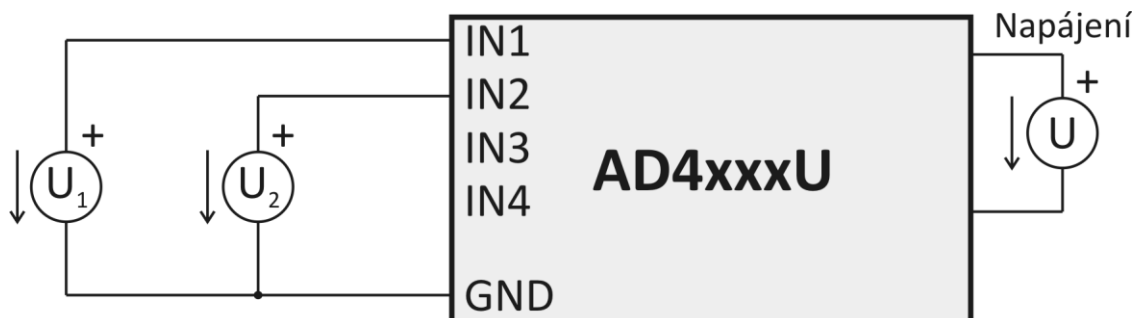 Napájení
IN1
IN2
IN3
IN4
GND
AD4xxxU
+
U₁
+
U₂
+
U